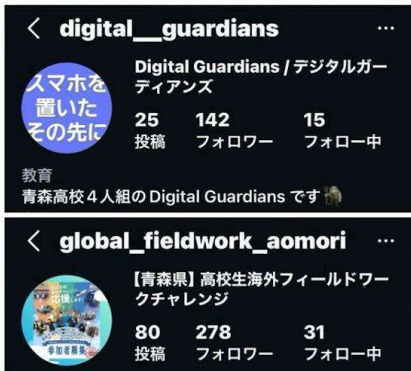 digital__guardians
Digital Guardians / デジタルガー
ディアンズ
スマホを
置いた
その先に
25 142 15
投稿 フォロワー フォロー中
教育
青森高校4人組のDigital Guardians です
global_fieldwork_aomori
【青森県】高校生海外フィールドワー
クチャレンジ
応援します!
参加者募集
80 278 31
投稿 フォロワー フォロー中